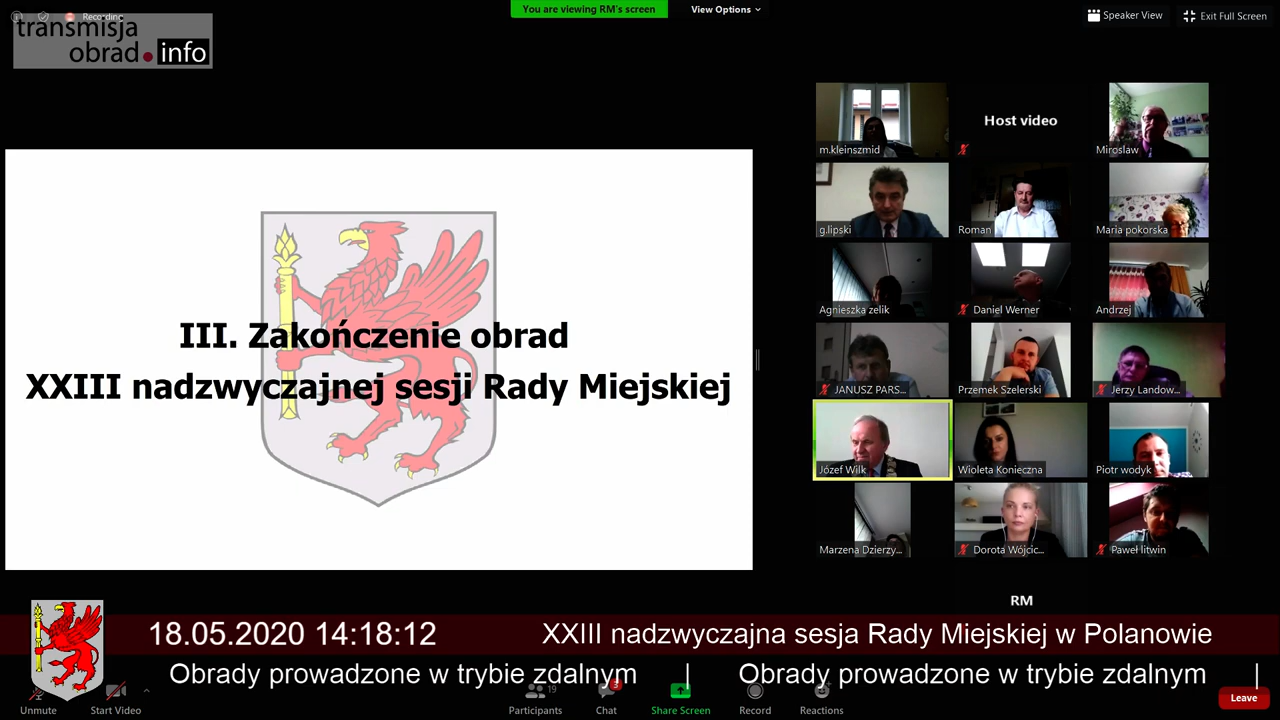 Recording
transmisja
obrad.info
You are viewing RM's screen
View Options
Speaker View
Exit Full Screen
III. Zakończenie obrad
XXIII nadzwyczajnej sesji Rady Miejskiej
m.kleinszmid
Host video
Miroslaw
g.lipski
Roman
Maria pokorska
Agnieszka zelik
Daniel Werner
Andrzej
JANUSZ PARS...
Przemek Szelerski
Jerzy Landow...
Józef Wilk
Wioleta Konieczna
Piotr wodyk
Marzena Dzierzy...
Dorota Wójcic...
Paweł litwin
RM
18.05.2020 14:18:12
XXIII nadzwyczajna sesja Rady Miejskiej w Polanowie
Obrady prowadzone w trybie zdalnym | Obrady prowadzone w trybie zdalnym |
19
3
Unmute
Start Video
Participants
Chat
Share Screen
Record
Reactions
Leave